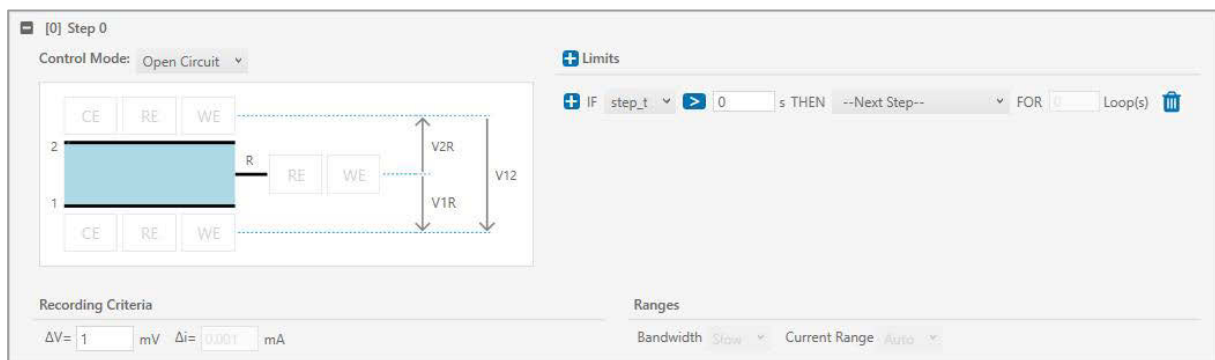 [0] Step 0
Control Mode: Open Circuit
Limits
IF step_t > 0 s THEN --Next Step-- FOR 0 Loop(s)
CE RE WE
2
V2R
R
RE WE
V12
1
V1R
CE RE WE
Recording Criteria
ΔV= 1 mV Δi= 0.001 mA
Ranges
Bandwidth Slow Current Range Auto